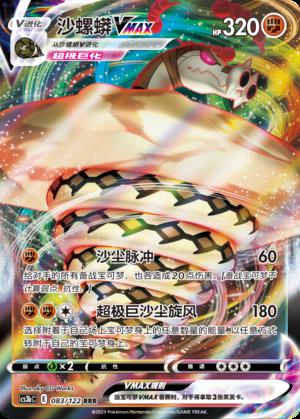 V进化
沙螺蟒VMAX
HP 320
从沙螺蟒V进化
超极巨化
沙尘脉冲 60
给对手的所有备战宝可梦,也各造成20点伤害。[备战宝可梦不计算弱点、抗性。]
超极巨沙尘旋风 180
选择附着于自己场上宝可梦身上的任意数量的能量,以任意方式转附于自己的宝可梦身上。
弱点 ×2 抗性 撤退
VMAX规则
当宝可梦VMAX昏厥时,对手将拿取3张奖赏卡。
Illus. aky CG Works
cs3bC E 083/122 RRR
©2023 Pokémon/Nintendo/Creatures/GAME FREAK.